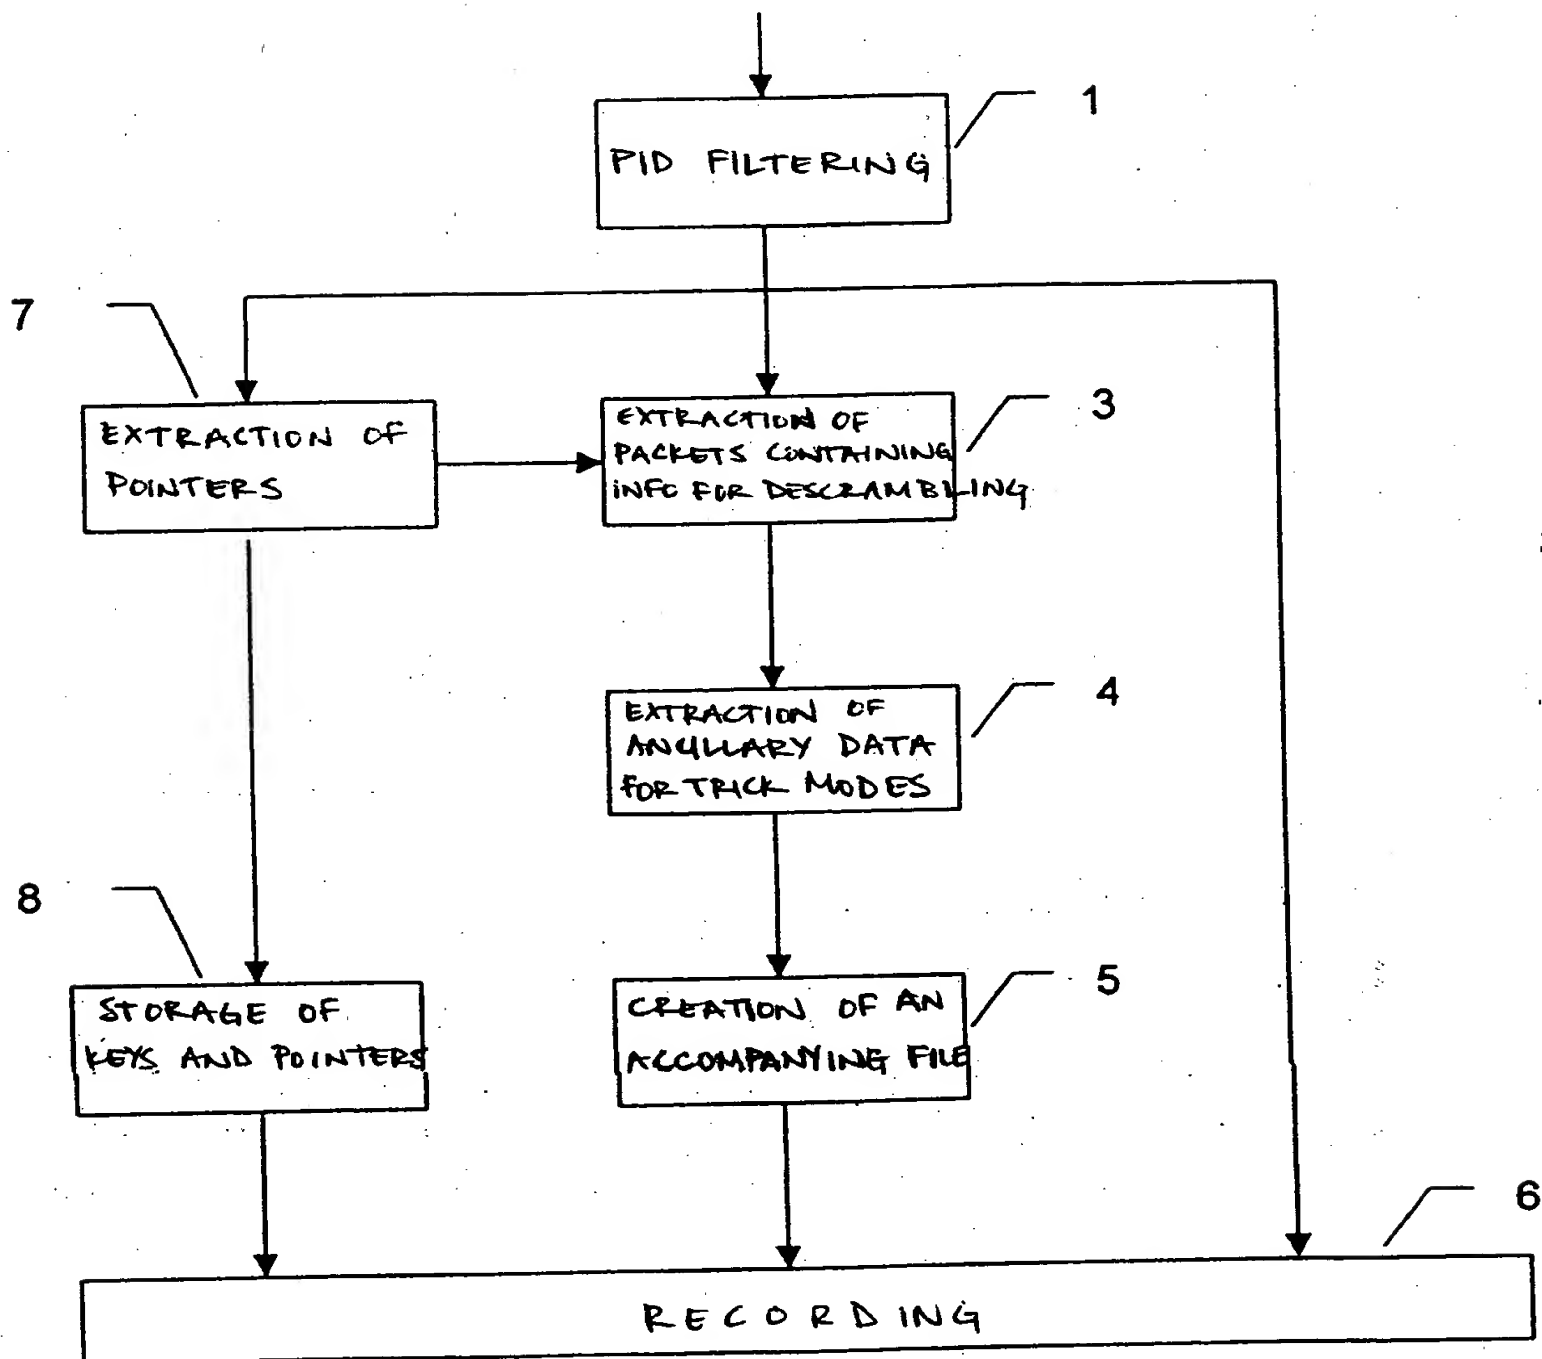 1
PID FILTERING
7
EXTRACTION OF
POINTERS
3
EXTRACTION OF
PACKETS CONTAINING
INFO FOR DESCRAMBLING
4
EXTRACTION OF
ANCILLARY DATA
FOR TRICK MODES
8
STORAGE OF
KEYS AND POINTERS
5
CREATION OF AN
ACCOMPANYING FILE
6
RECORDING